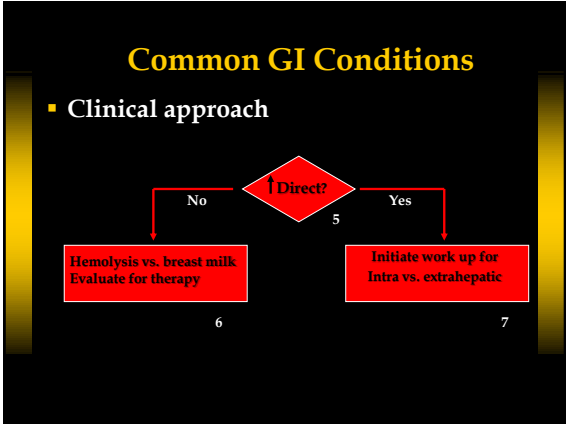 Common GI Conditions
▪ Clinical approach
↑Direct?
No
Yes
5
Hemolysis vs. breast milk
Evaluate for therapy
Initiate work up for
Intra vs. extrahepatic
6
7